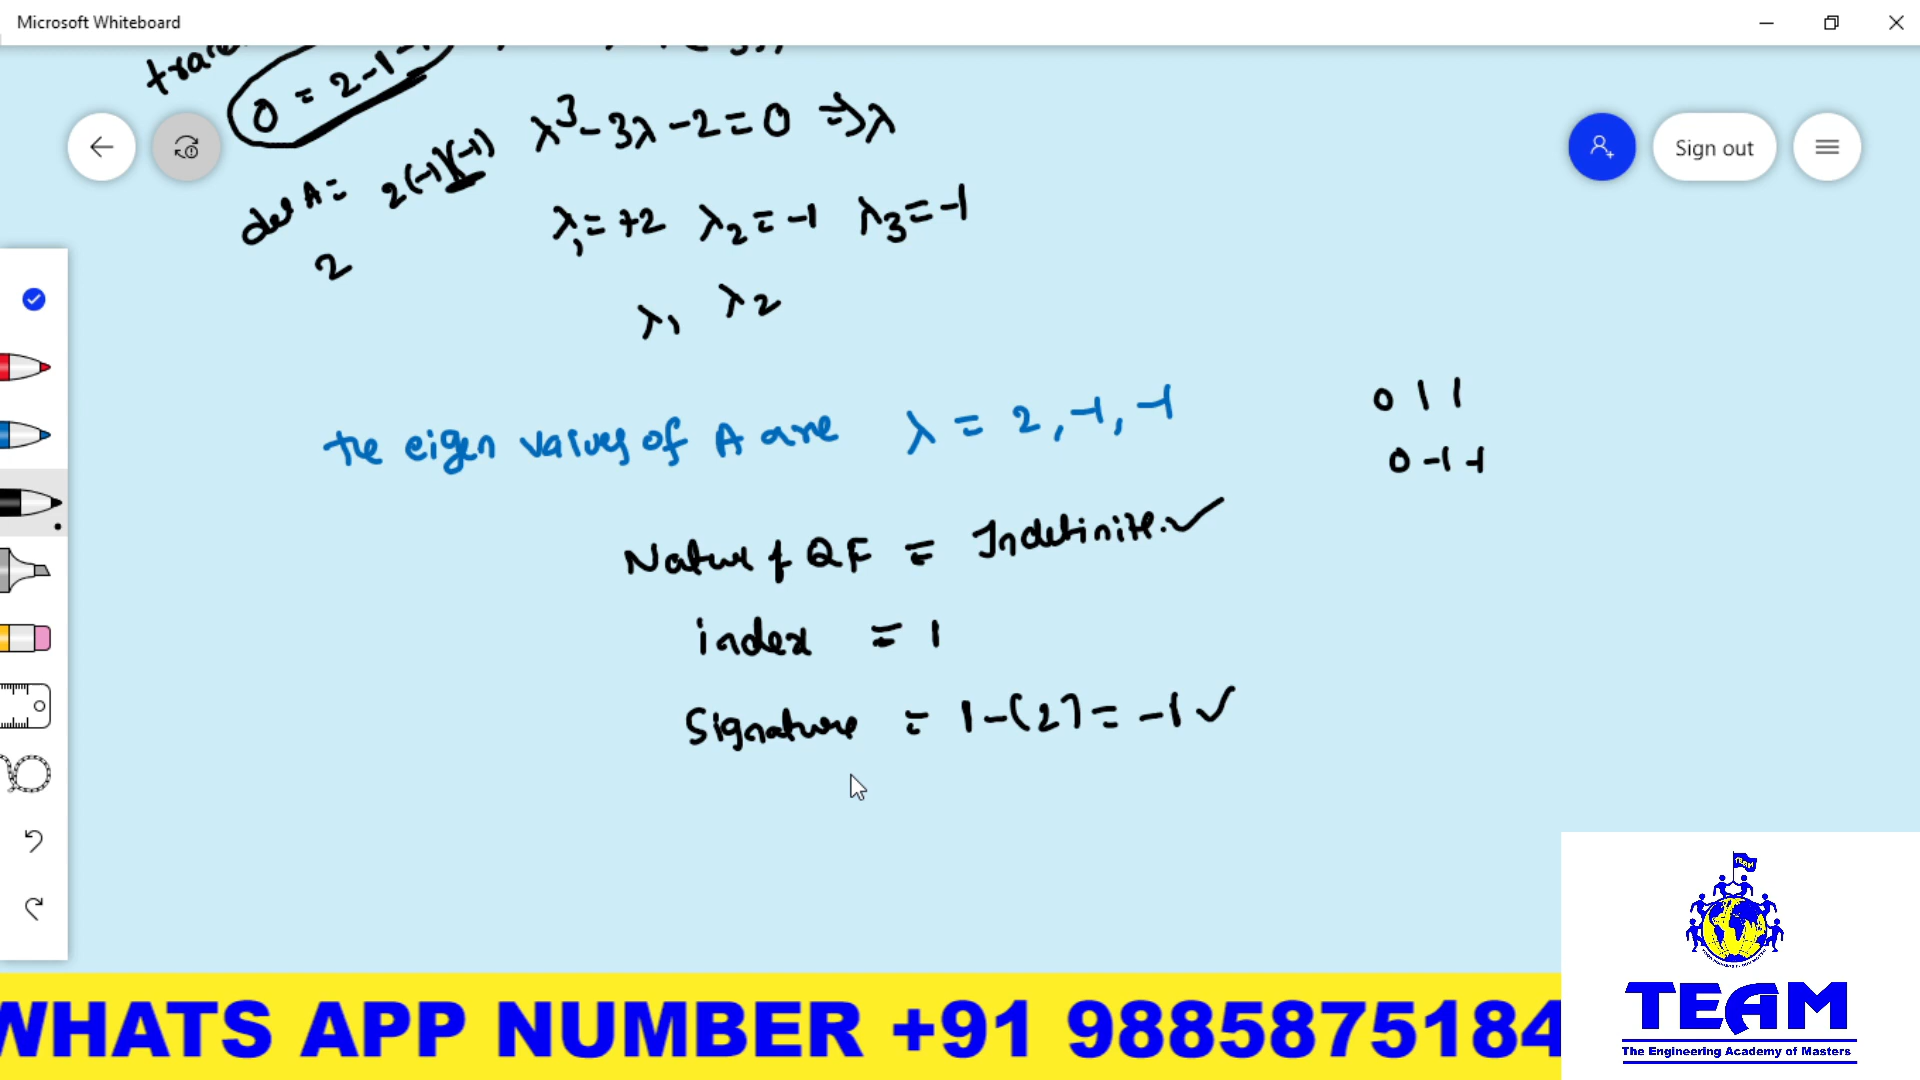 Microsoft Whiteboard
0 = 2-1-
λ³-3λ-2=0 ⇒λ
det A= 2(-1)(-1)
2
λ₁=+2 λ₂=-1 λ₃=-1
λ₁ λ₂
Sign out
the eigen values of A are λ = 2,-1,-1
0 1 1
0 -1 -1
Nature of QF = Indefinite.✓
index = 1
Signature = 1-(2)=-1✓
WHATS APP NUMBER +91 9885875184
TEAM
The Engineering Academy of Masters